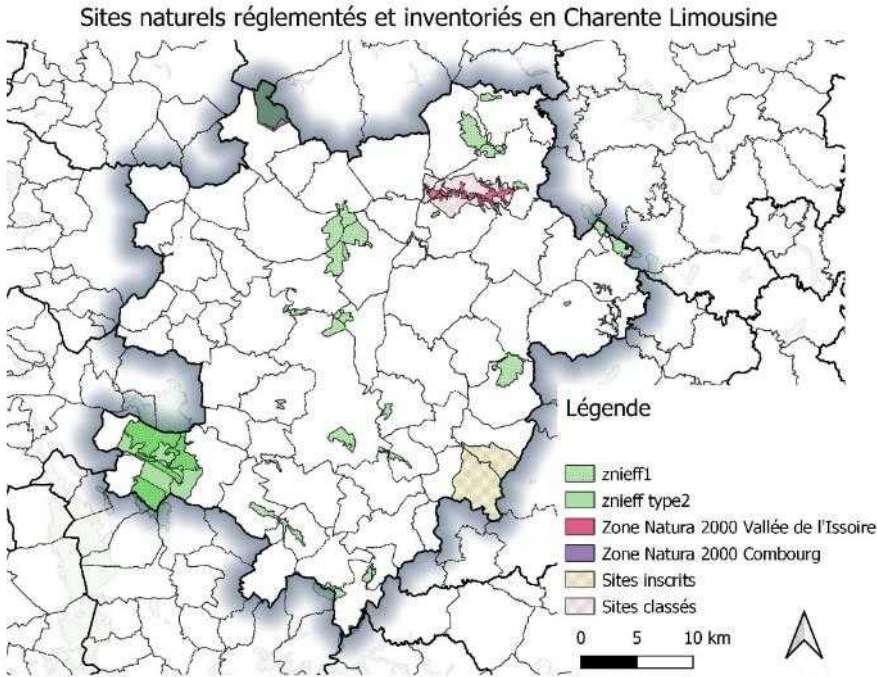 Sites naturels réglementés et inventoriés en Charente Limousine
Légende
znieff1
znieff type2
Zone Natura 2000 Vallée de l'Issoire
Zone Natura 2000 Combourg
Sites inscrits
Sites classés
0 5 10 km